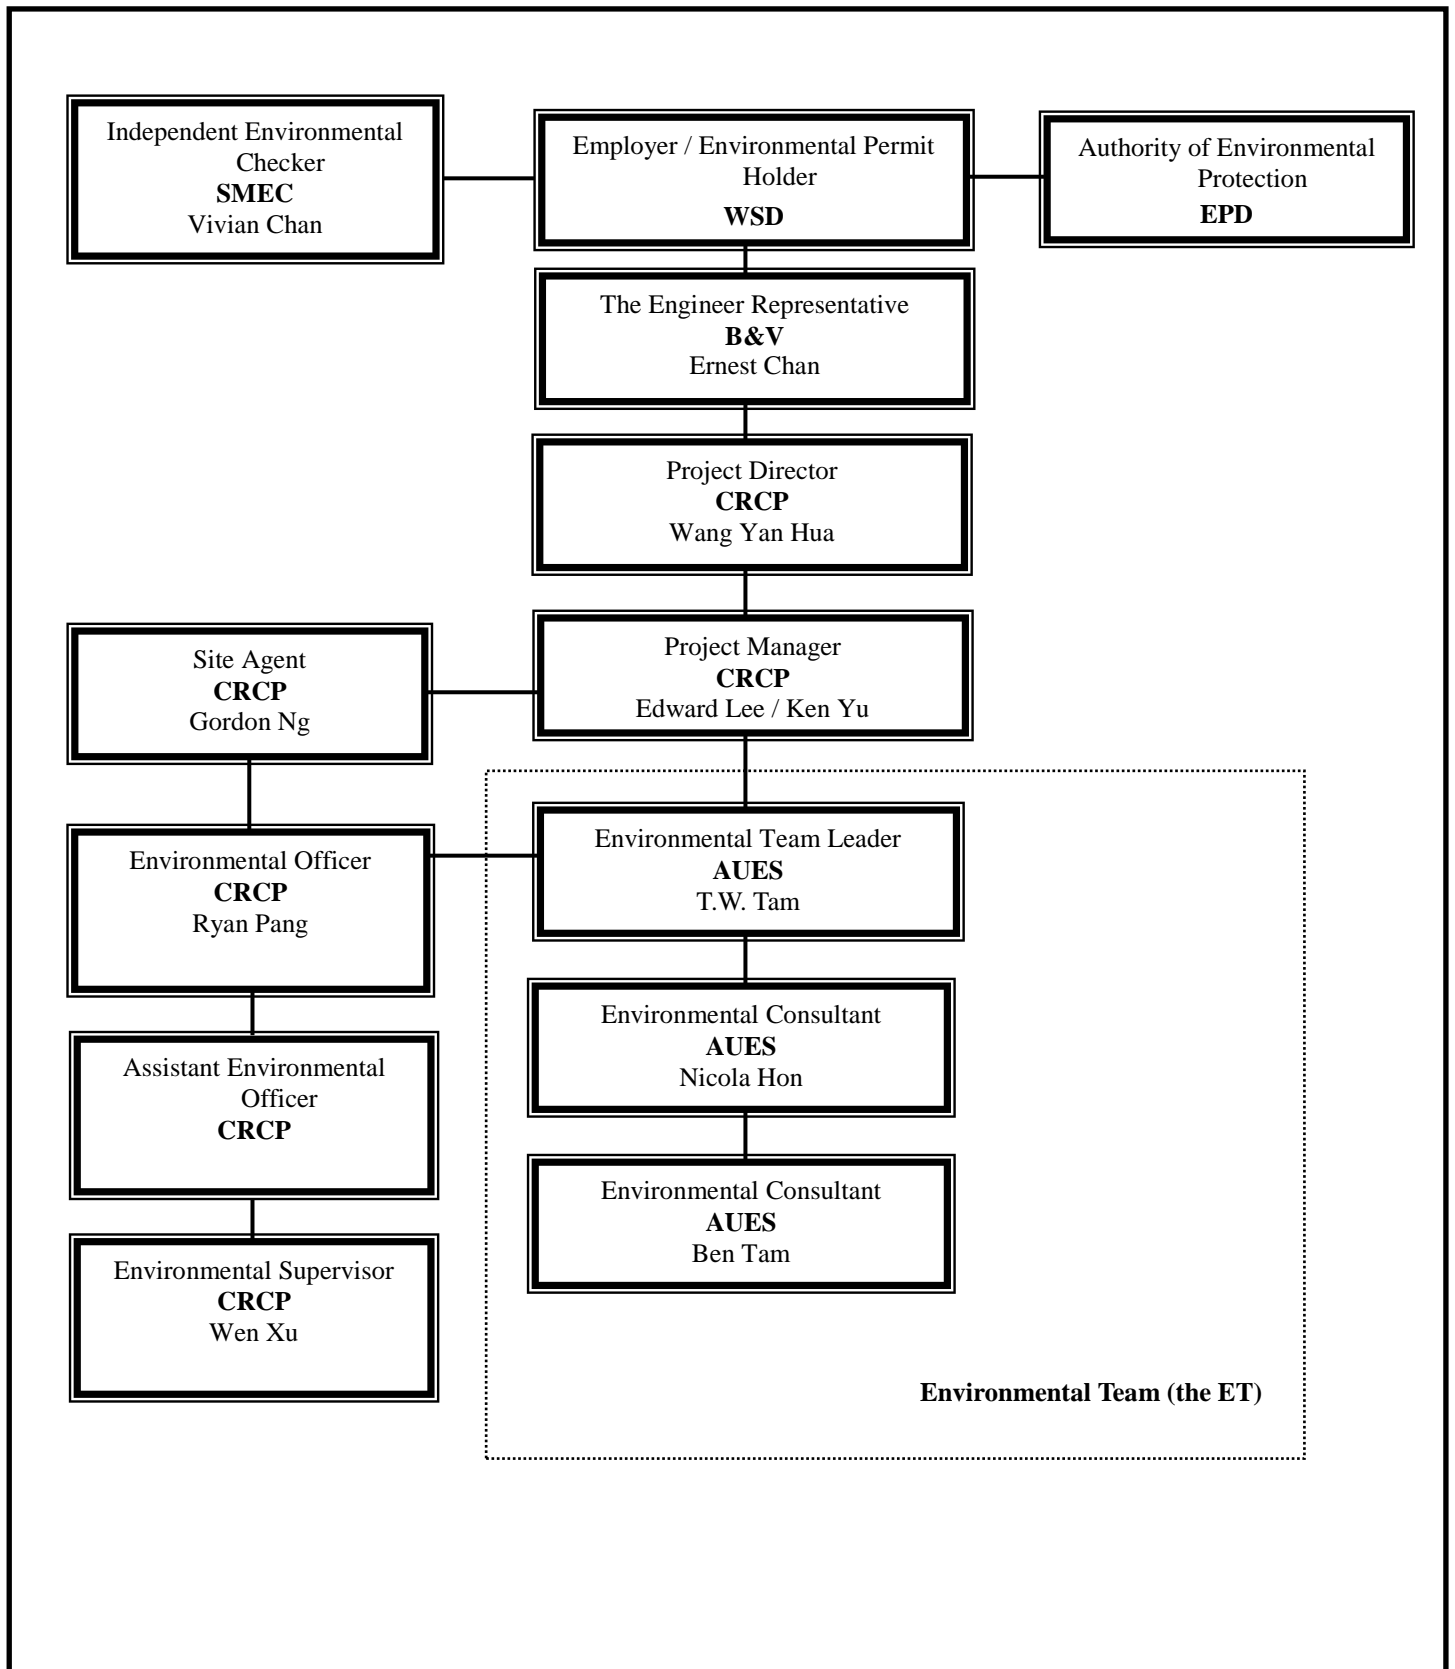 Independent Environmental
Checker
SMEC
Vivian Chan
Employer / Environmental Permit
Holder
WSD
Authority of Environmental
Protection
EPD
The Engineer Representative
B&V
Ernest Chan
Project Director
CRCP
Wang Yan Hua
Project Manager
CRCP
Edward Lee / Ken Yu
Site Agent
CRCP
Gordon Ng
Environmental Officer
CRCP
Ryan Pang
Environmental Team Leader
AUES
T.W. Tam
Assistant Environmental
Officer
CRCP
Environmental Consultant
AUES
Nicola Hon
Environmental Supervisor
CRCP
Wen Xu
Environmental Consultant
AUES
Ben Tam
Environmental Team (the ET)